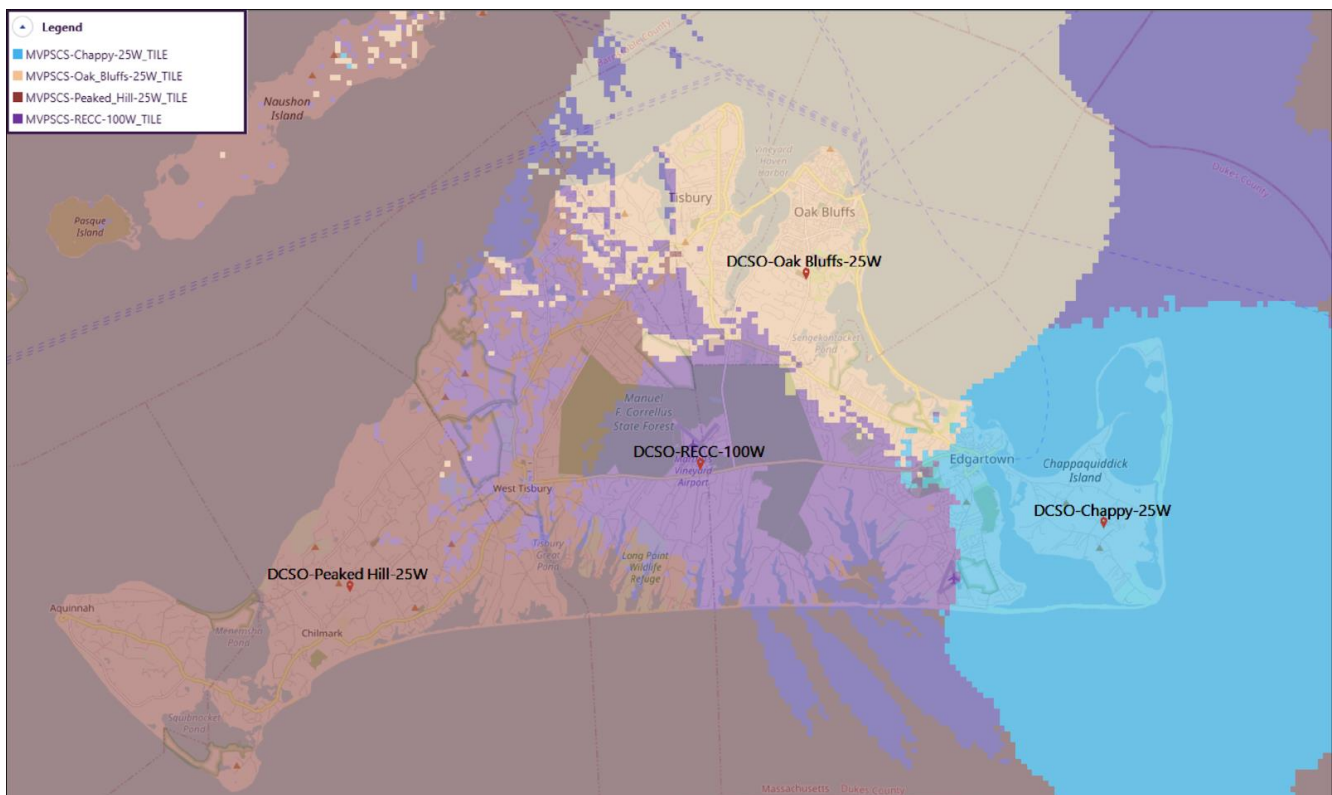 Legend
MVPSCS-Chappy-25W_TILE
MVPSCS-Oak_Bluffs-25W_TILE
MVPSCS-Peaked_Hill-25W_TILE
MVPSCS-RECC-100W_TILE
Naushon
Island
Pasque
Island
Vineyard
Haven
Harbor
Tisbury
Oak Bluffs
Dukes County
DCSO-Oak Bluffs-25W
Sengekontacket
Pond
Manuel
F. Correllus
State Forest
DCSO-RECC-100W
Vineyard
Airport
West Tisbury
Edgartown
Chappaquiddick
Island
DCSO-Chappy-25W
Tisbury
Great
Pond
Long Point
Wildlife
Refuge
DCSO-Peaked Hill-25W
Aquinnah
Menemsha
Pond
Chilmark
Squibnocket
Pond
Massachusetts
Dukes County